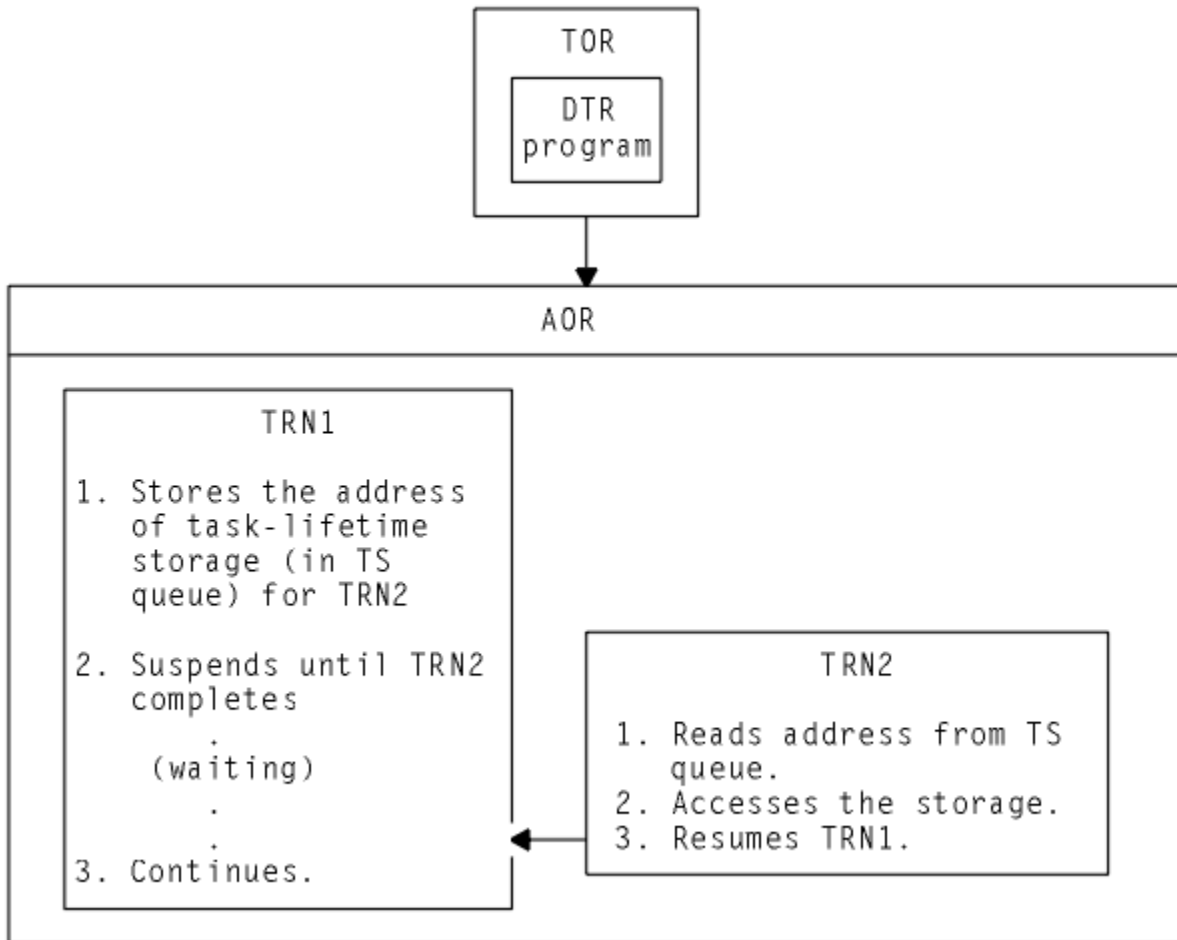 TOR
DTR
program
AOR
TRN1
1. Stores the address
of task-lifetime
storage (in TS
queue) for TRN2
2. Suspends until TRN2
completes
.
(waiting)
.
.
3. Continues.
TRN2
1. Reads address from TS
queue.
2. Accesses the storage.
3. Resumes TRN1.